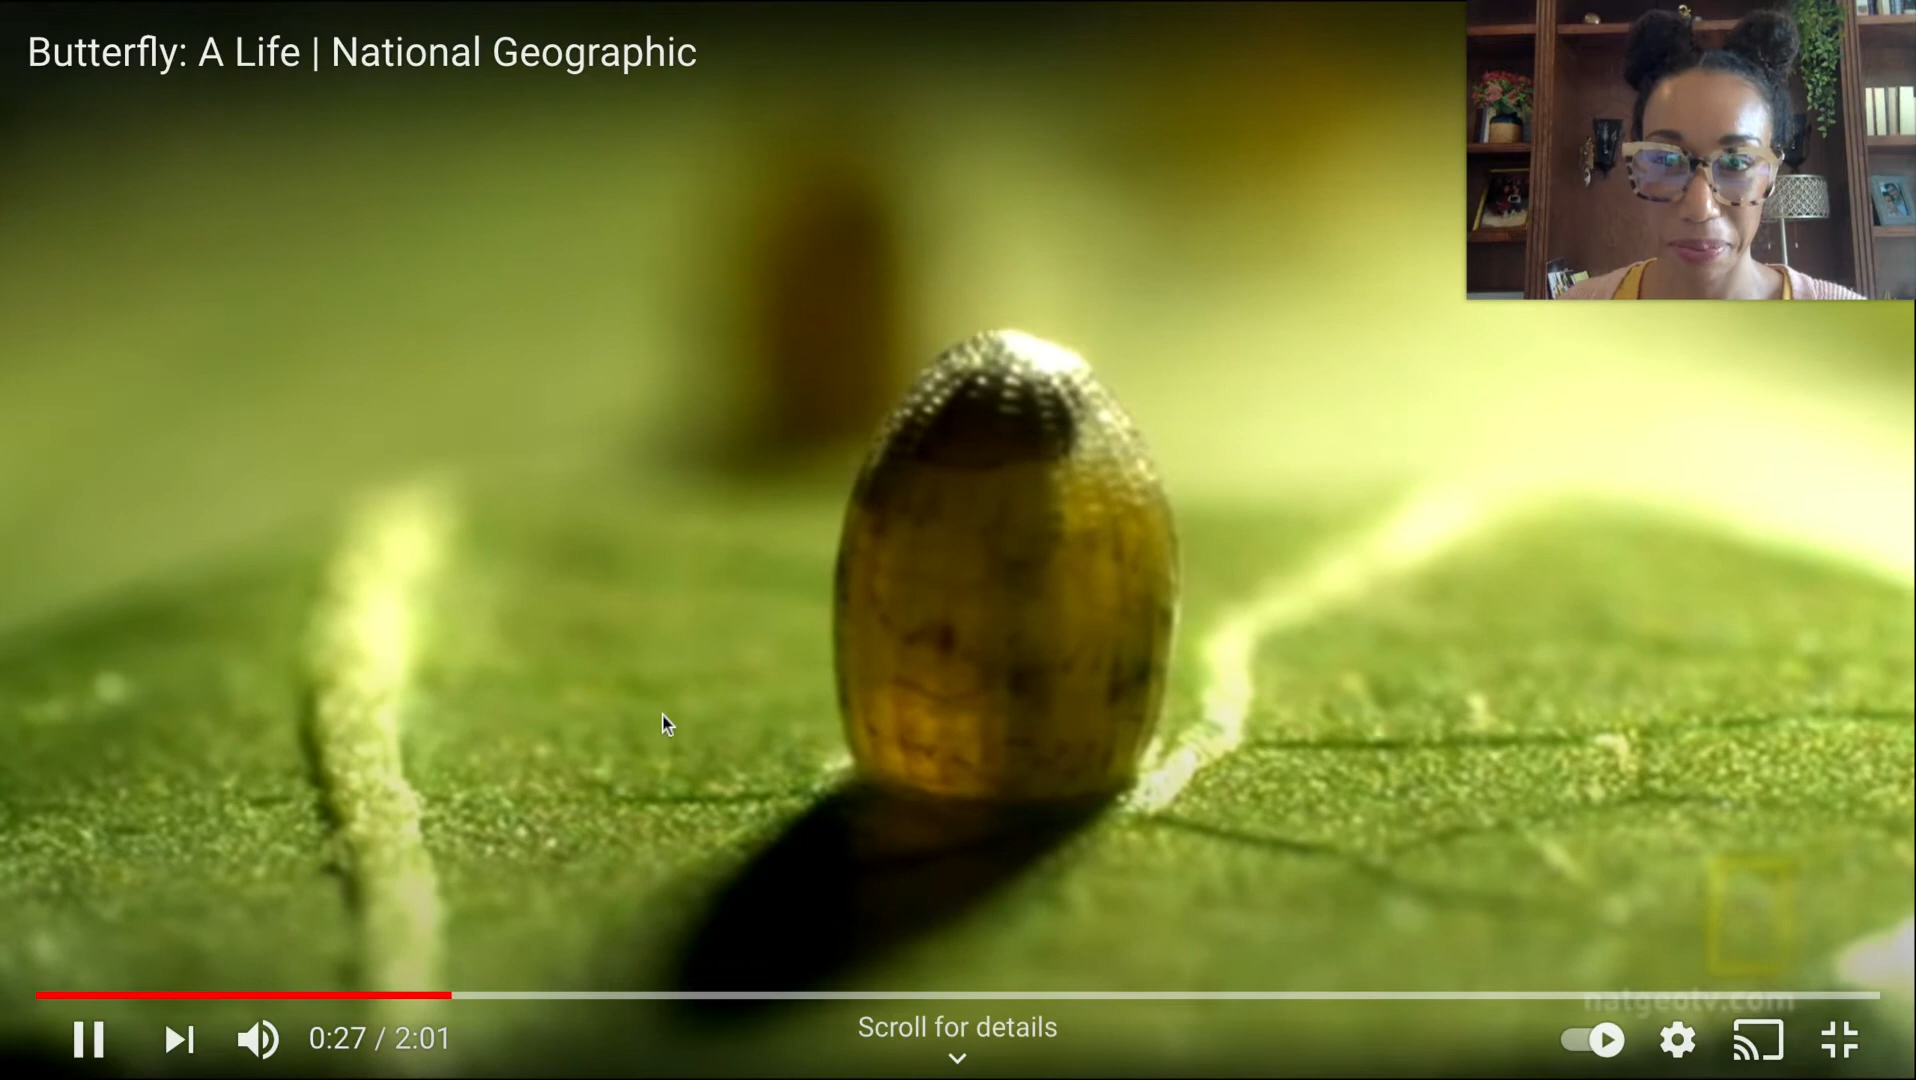 Butterfly: A Life | National Geographic
natgeotv.com
0:27 / 2:01
Scroll for details